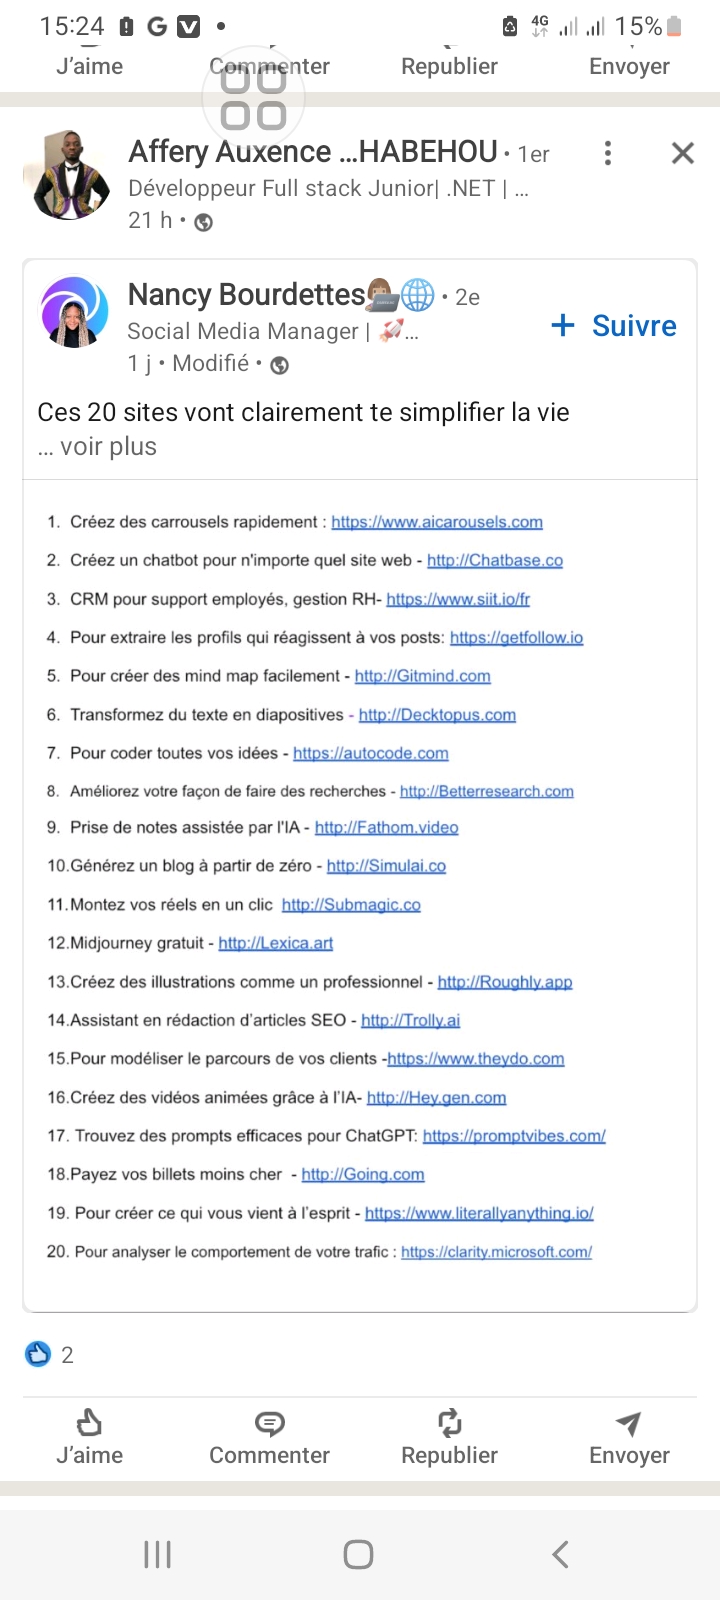 15:24
4G
15%
J'aime
Commenter
Republier
Envoyer
Affery Auxence ...HABEHOU • 1er
Développeur Full stack Junior| .NET | ...
21 h •
Nancy Bourdettes • 2e
Social Media Manager | 🚀...
1 j • Modifié •
+ Suivre
Ces 20 sites vont clairement te simplifier la vie
... voir plus
1. Créez des carrousels rapidement : https://www.aicarousels.com
2. Créez un chatbot pour n'importe quel site web - http://Chatbase.co
3. CRM pour support employés, gestion RH- https://www.siit.io/fr
4. Pour extraire les profils qui réagissent à vos posts: https://getfollow.io
5. Pour créer des mind map facilement - http://Gitmind.com
6. Transformez du texte en diapositives - http://Decktopus.com
7. Pour coder toutes vos idées - https://autocode.com
8. Améliorez votre façon de faire des recherches - http://Betterresearch.com
9. Prise de notes assistée par l'IA - http://Fathom.video
10.Générez un blog à partir de zéro - http://Simulai.co
11.Montez vos réels en un clic http://Submagic.co
12.Midjourney gratuit - http://Lexica.art
13.Créez des illustrations comme un professionnel - http://Roughly.app
14.Assistant en rédaction d'articles SEO - http://Trolly.ai
15.Pour modéliser le parcours de vos clients -https://www.theydo.com
16.Créez des vidéos animées grâce à l'IA- http://Hey.gen.com
17. Trouvez des prompts efficaces pour ChatGPT: https://promptvibes.com/
18.Payez vos billets moins cher - http://Going.com
19. Pour créer ce qui vous vient à l'esprit - https://www.literallyanything.io/
20. Pour analyser le comportement de votre trafic : https://clarity.microsoft.com/
2
J'aime
Commenter
Republier
Envoyer